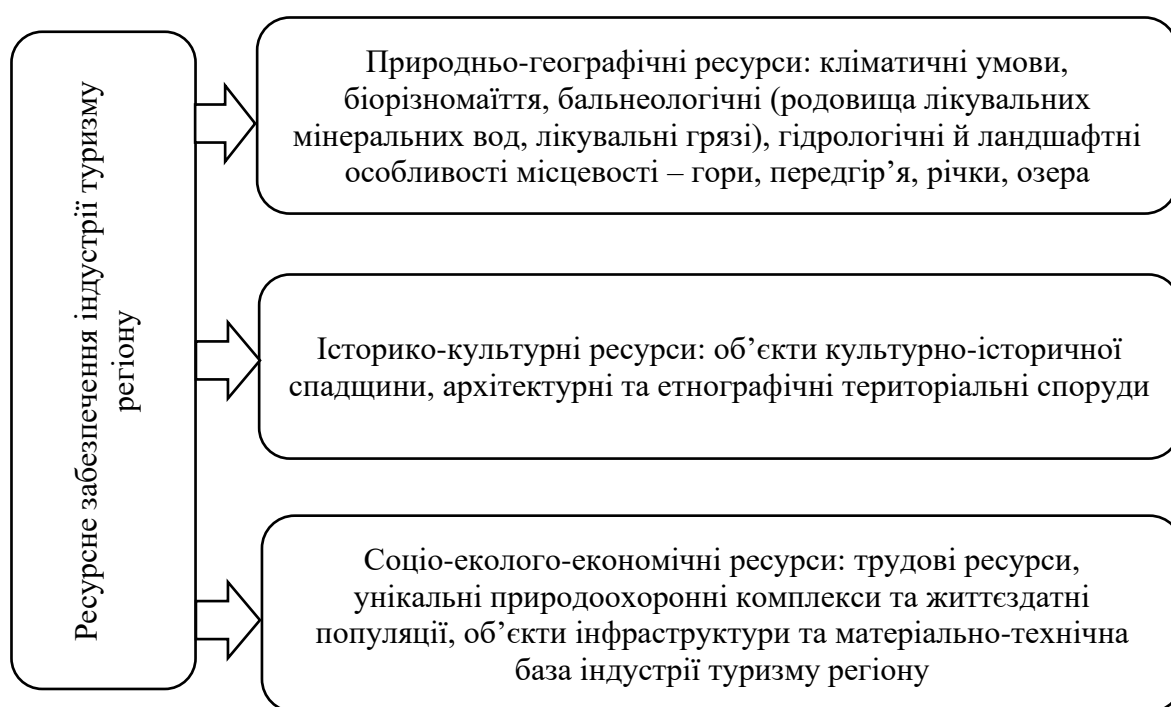 Ресурсне забезпечення індустрії туризму
регіону
Природньо-географічні ресурси: кліматичні умови,
біорізномаїття, бальнеологічні (родовища лікувальних
мінеральних вод, лікувальні грязі), гідрологічні й ландшафтні
особливості місцевості – гори, передгір’я, річки, озера
Історико-культурні ресурси: об’єкти культурно-історичної
спадщини, архітектурні та етнографічні територіальні споруди
Соціо-еколого-економічні ресурси: трудові ресурси,
унікальні природоохоронні комплекси та життєздатні
популяції, об’єкти інфраструктури та матеріально-технічна
база індустрії туризму регіону